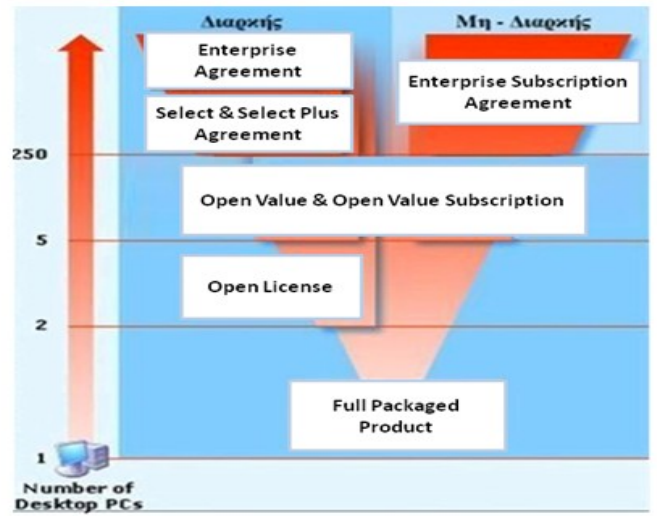 Διαρκής
Μη - Διαρκής
Enterprise
Agreement
Enterprise Subscription
Agreement
Select & Select Plus
Agreement
250
Open Value & Open Value Subscription
5
Open License
2
Full Packaged
Product
1
Number of
Desktop PCs